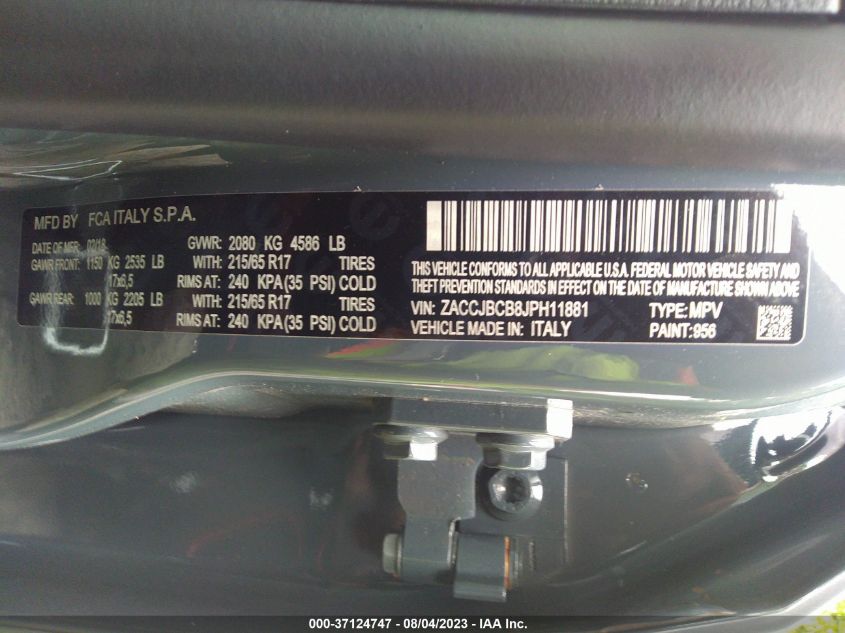 MFD BY FCA ITALY S.P.A.
DATE OF MFR: 02/18 GVWR: 2080 KG 4586 LB
GAWR FRONT: 1150 KG 2535 LB WITH: 215/65 R17 TIRES
17x6,5 RIMS AT: 240 KPA(35 PSI) COLD
GAWR REAR: 1000 KG 2205 LB WITH: 215/65 R17 TIRES
17x6,5 RIMS AT: 240 KPA(35 PSI) COLD
THIS VEHICLE CONFORMS TO ALL APPLICABLE U.S.A. FEDERAL MOTOR VEHICLE SAFETY AND
THEFT PREVENTION STANDARDS IN EFFECT ON THE DATE OF MANUFACTURE SHOWN ABOVE.
VIN: ZACCJBCB8JPH11881 TYPE: MPV
VEHICLE MADE IN: ITALY PAINT:956
000-37124747 - 08/04/2023 - IAA Inc.